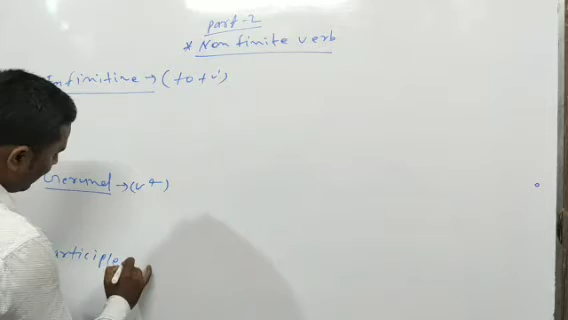 Part-2
* Non finite verb
Infinitive → (to + v¹)
Gerund → (v⁴)
Participle